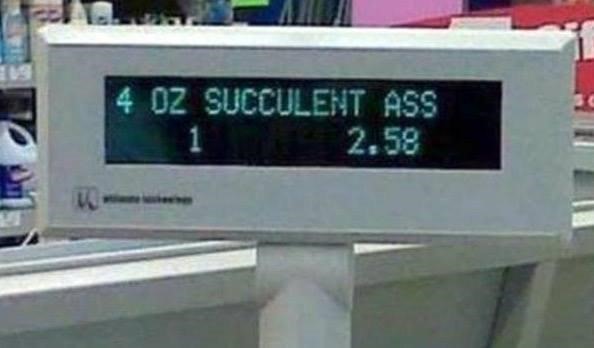 4 OZ SUCCULENT ASS
1 2.58